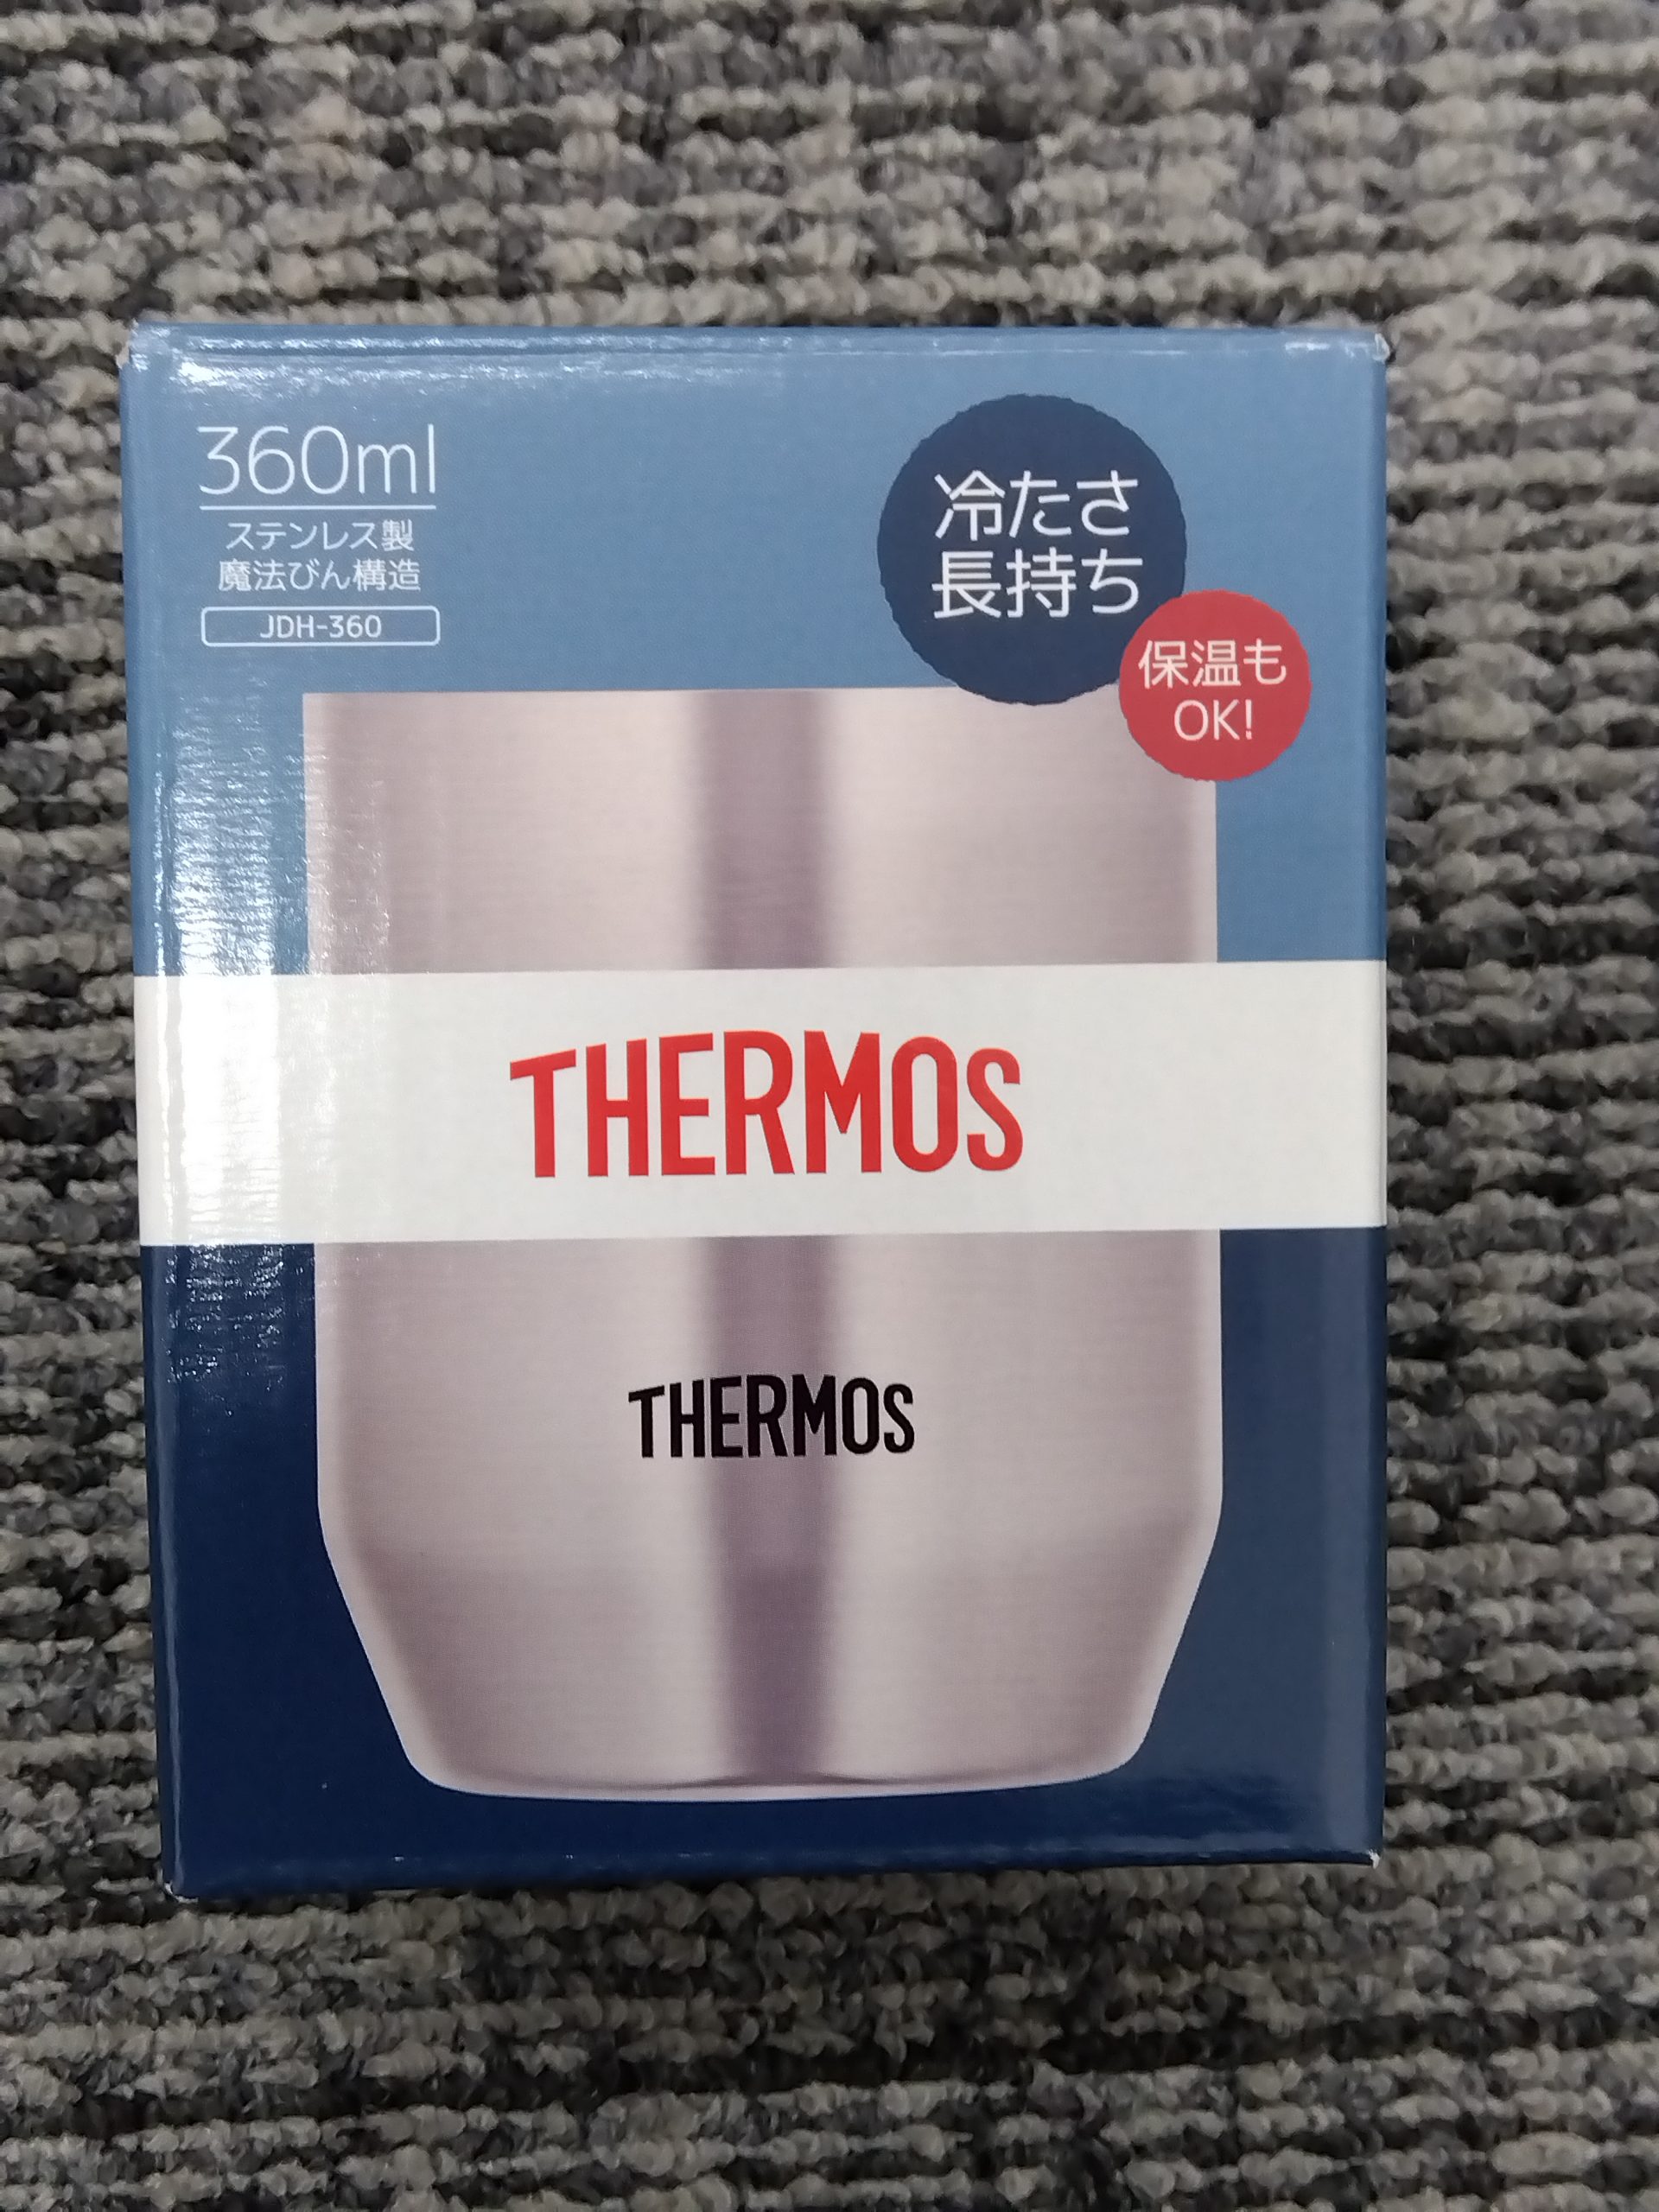 360ml
ステンレス製
魔法びん構造
JDH-360
冷たさ
長持ち
保温も
OK!
THERMOS
THERMOS